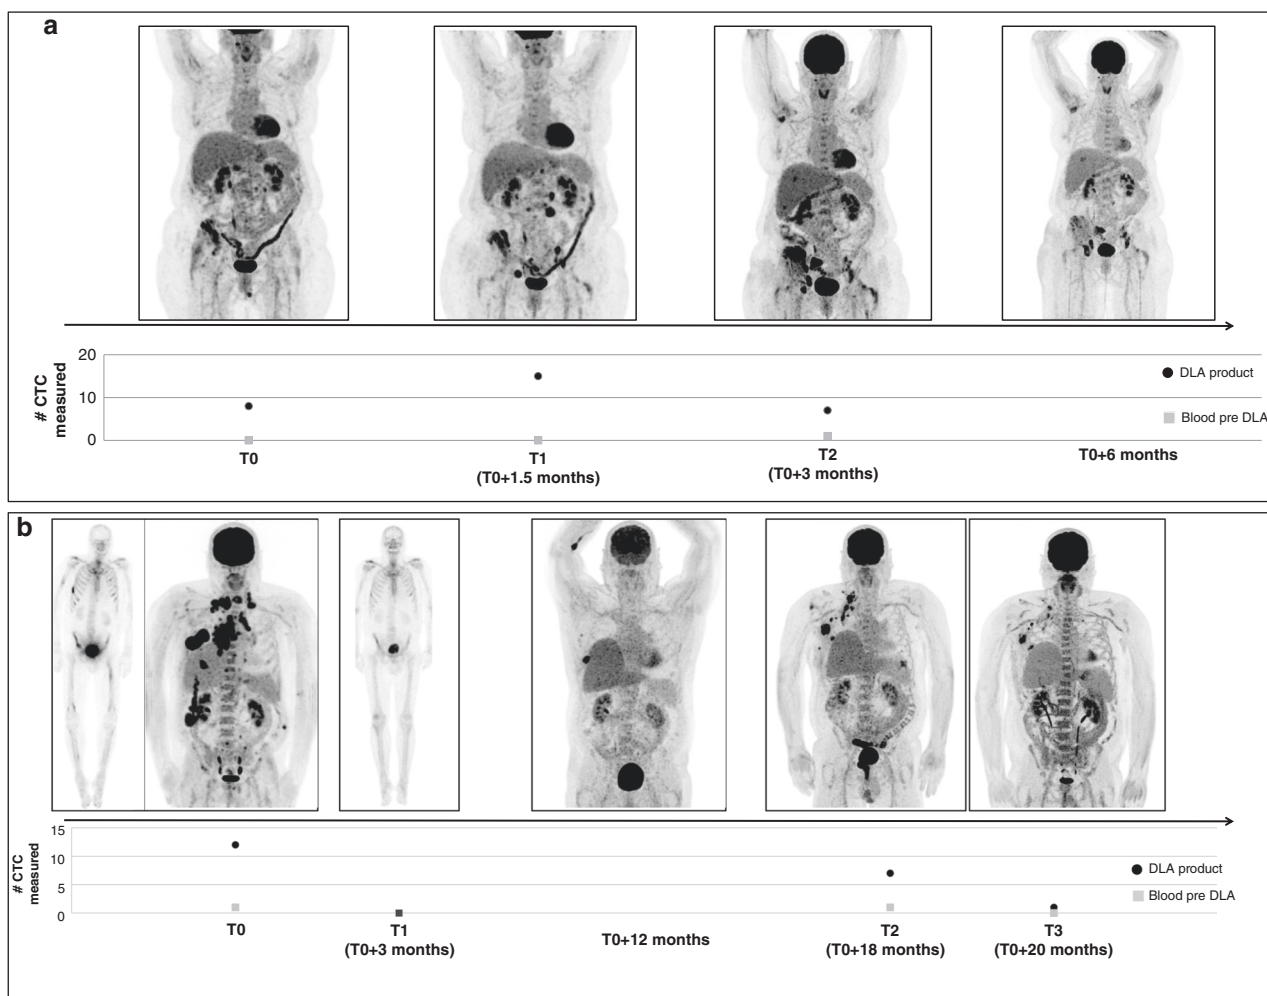 a
# CTC
measured
20
10
0
DLA product
Blood pre DLA
T0
T1
(T0+1.5 months)
T2
(T0+3 months)
T0+6 months
b
# CTC
measured
15
10
5
0
DLA product
Blood pre DLA
T0
T1
(T0+3 months)
T0+12 months
T2
(T0+18 months)
T3
(T0+20 months)